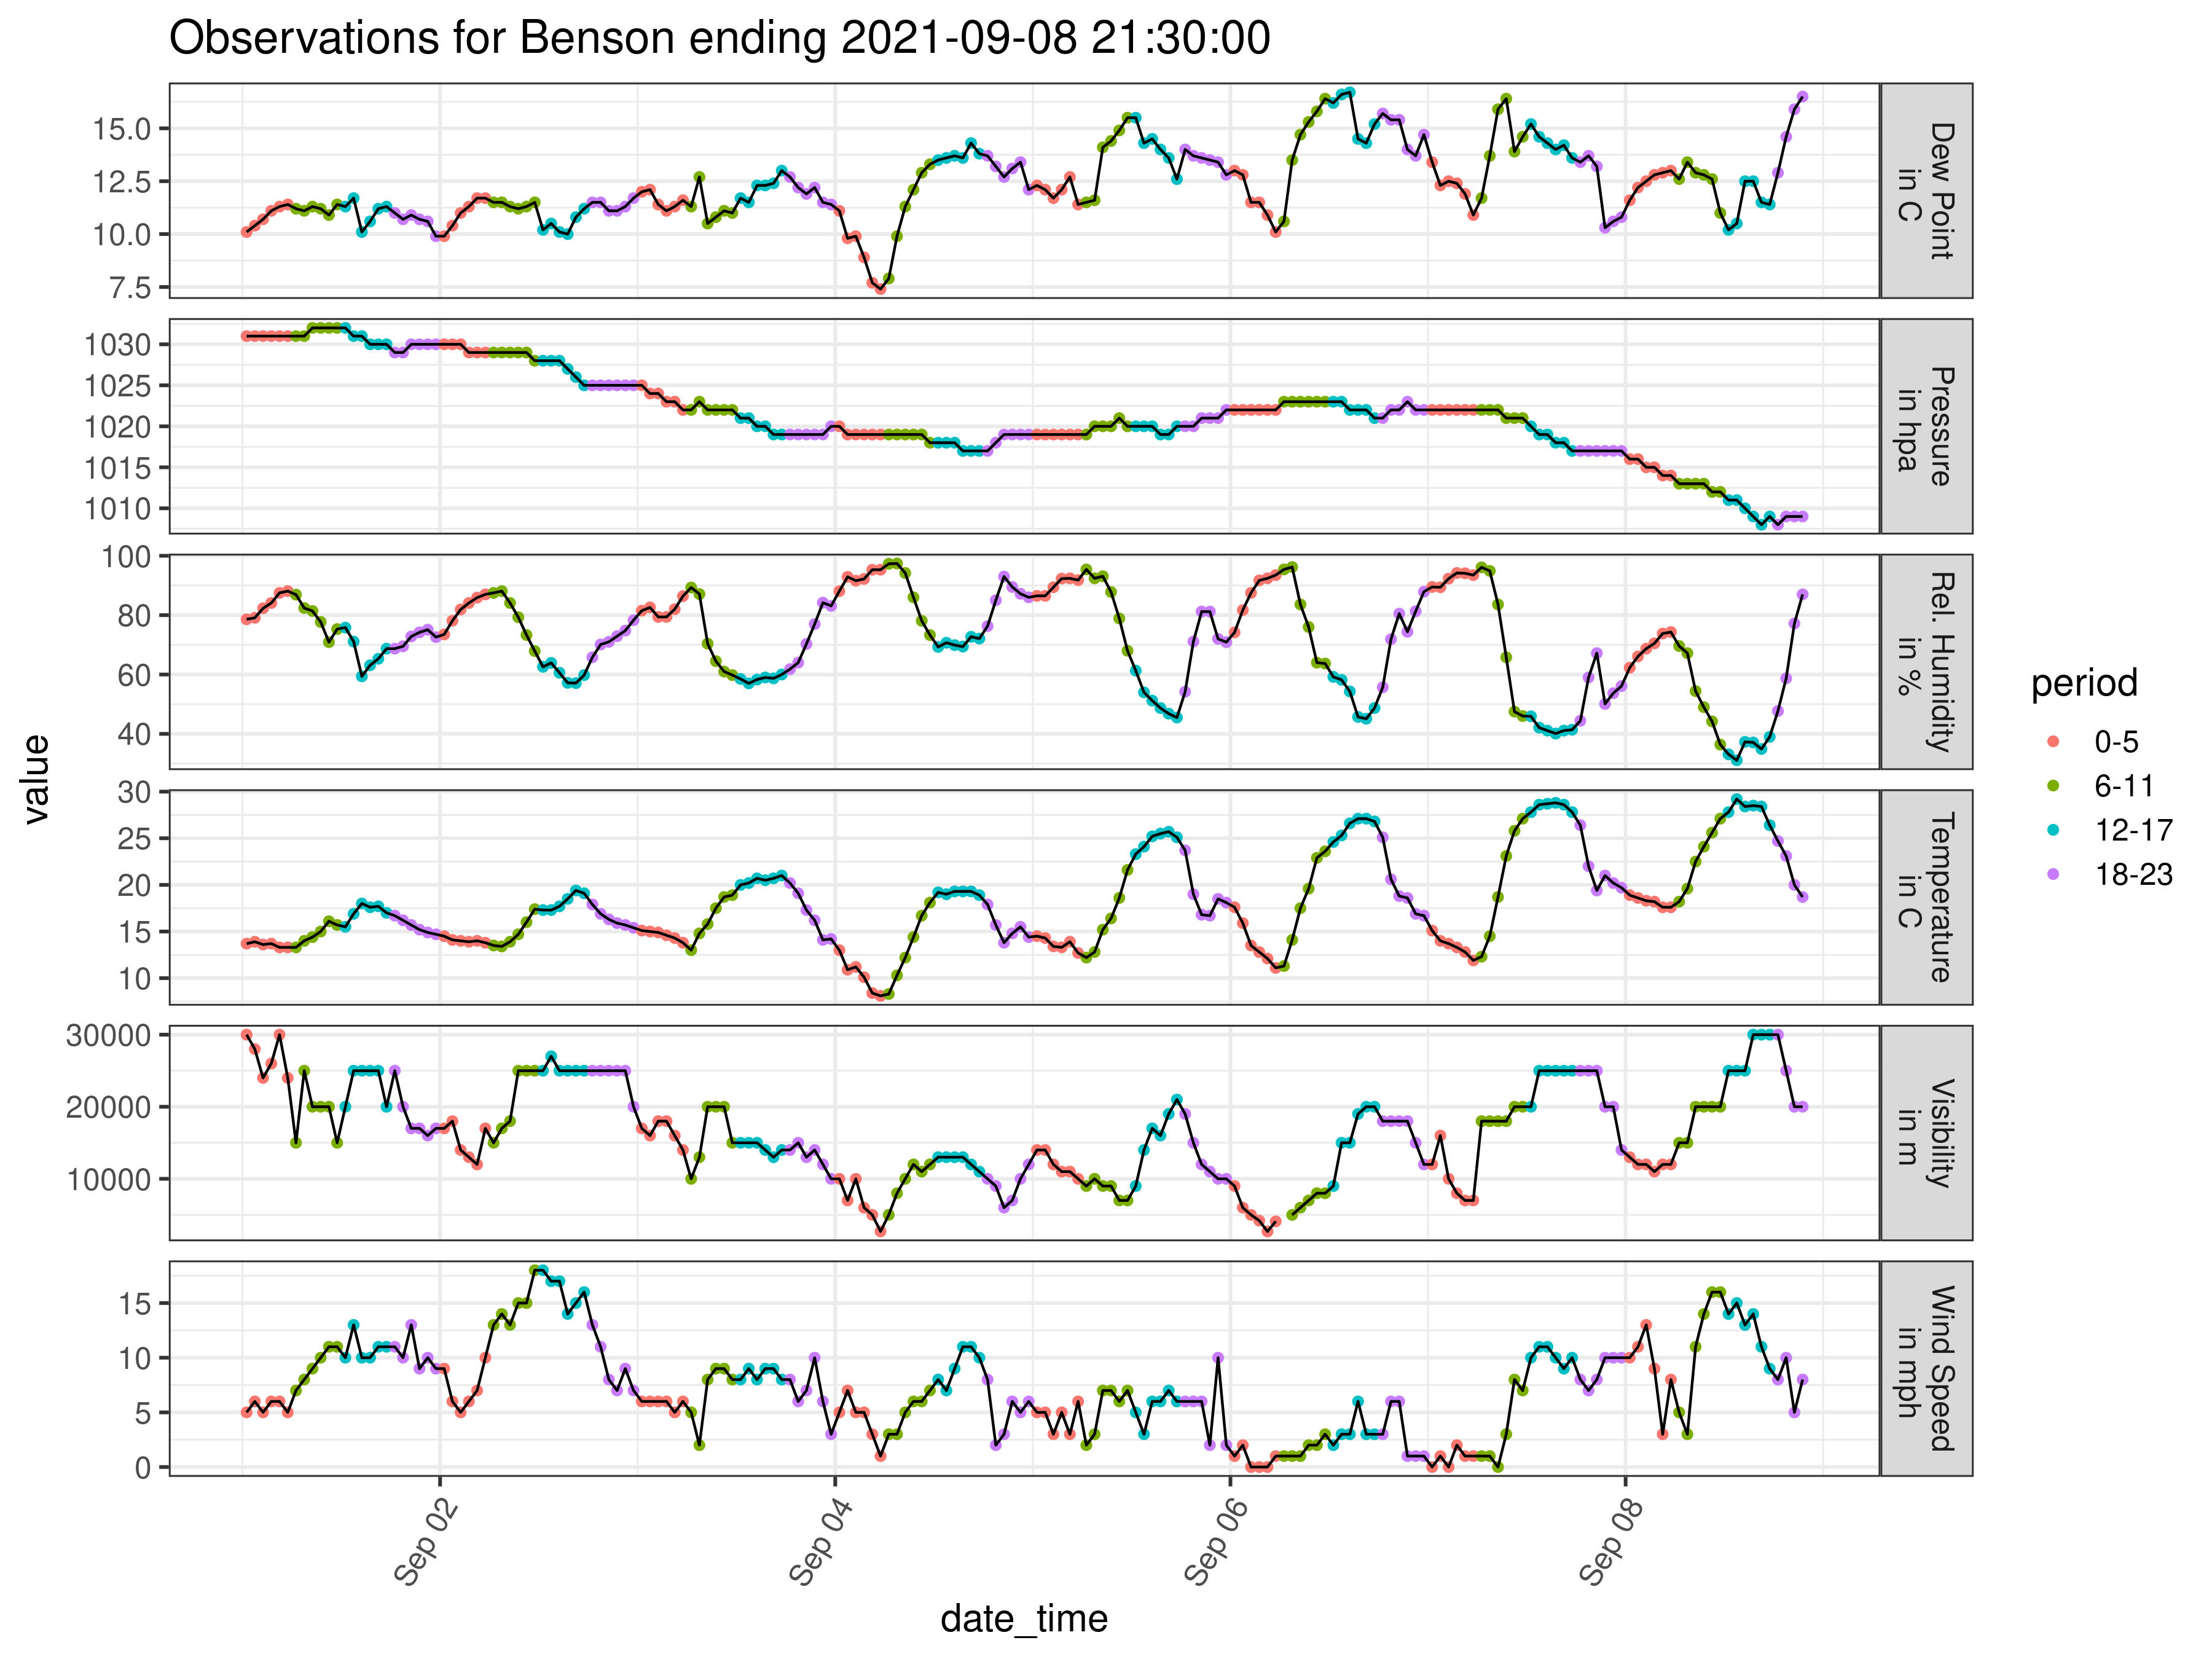 Observations for Benson ending 2021-09-08 21:30:00
value
15.0
12.5
10.0
7.5
Dew Point
in C
1030
1025
1020
1015
1010
Pressure
in hpa
100
80
60
40
Rel. Humidity
in %
30
25
20
15
10
Temperature
in C
30000
20000
10000
Visibility
in m
15
10
5
0
Wind Speed
in mph
Sep 02
Sep 04
Sep 06
Sep 08
date_time
period
0-5
6-11
12-17
18-23